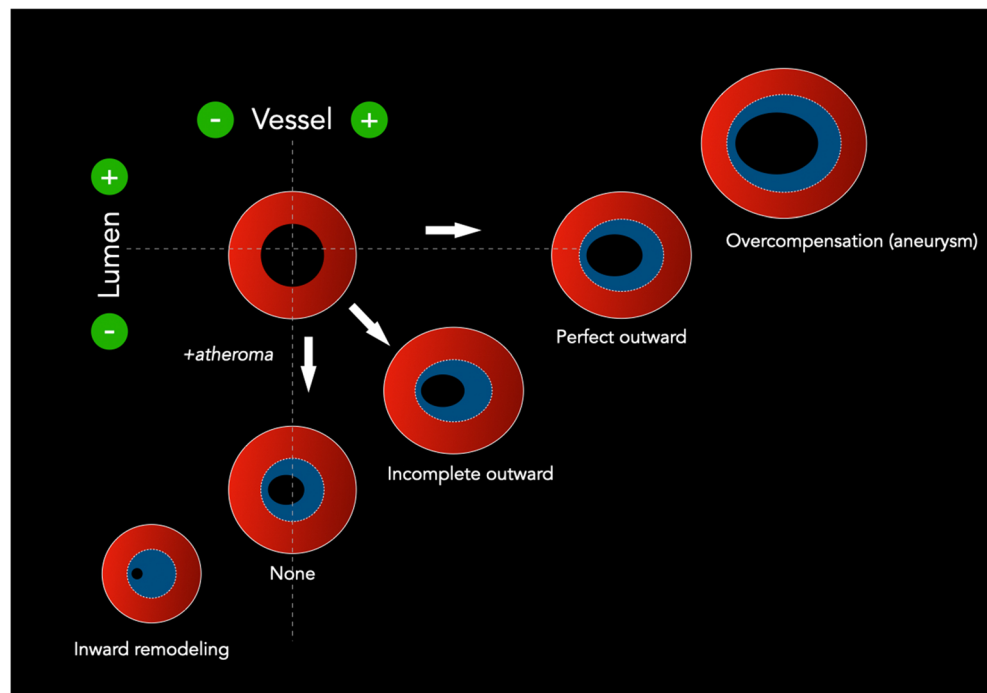 - Vessel +
+
Lumen
-
Overcompensation (aneurysm)
Perfect outward
+atheroma
Incomplete outward
None
Inward remodeling